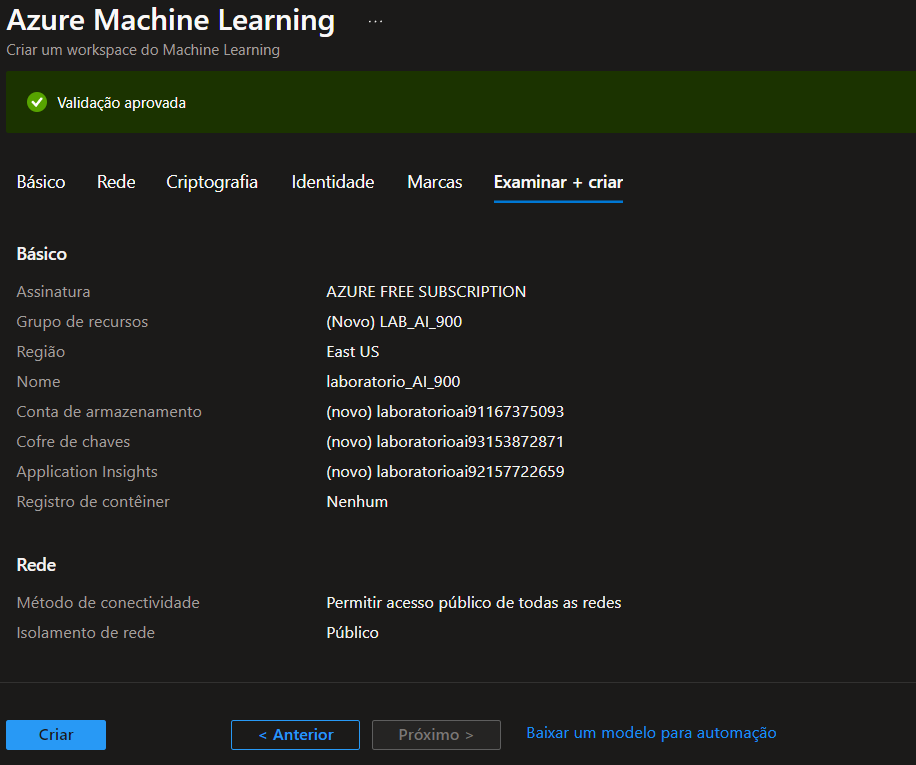 Azure Machine Learning ...
Criar um workspace do Machine Learning
Validação aprovada
Básico Rede Criptografia Identidade Marcas Examinar + criar
Básico
Assinatura AZURE FREE SUBSCRIPTION
Grupo de recursos (Novo) LAB_AI_900
Região East US
Nome laboratorio_AI_900
Conta de armazenamento (novo) laboratorioai91167375093
Cofre de chaves (novo) laboratorioai93153872871
Application Insights (novo) laboratorioai92157722659
Registro de contêiner Nenhum
Rede
Método de conectividade Permitir acesso público de todas as redes
Isolamento de rede Público
Criar < Anterior Próximo > Baixar um modelo para automação